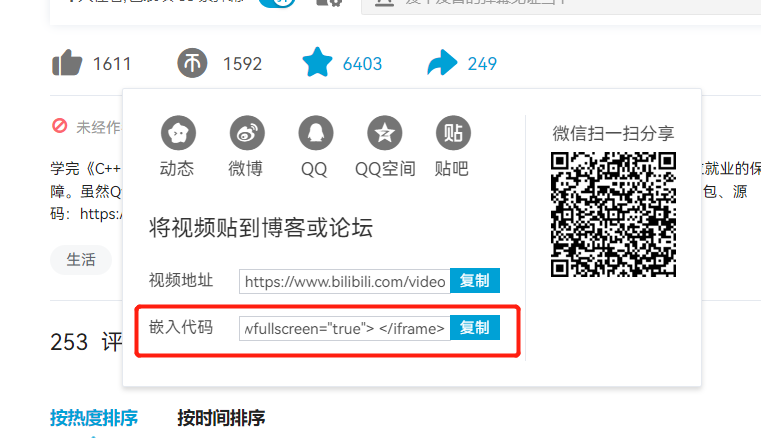 1611 1592 6403 249
未经作
动态 微博 QQ QQ空间 贴吧
贴
微信扫一扫分享
学完《C++
就业的保
障。虽然Q
包、源
码：https:/
将视频贴到博客或论坛
生活
视频地址 https://www.bilibili.com/video 复制
嵌入代码 fullscreen="true"> </iframe> 复制
253 评
按热度排序 按时间排序